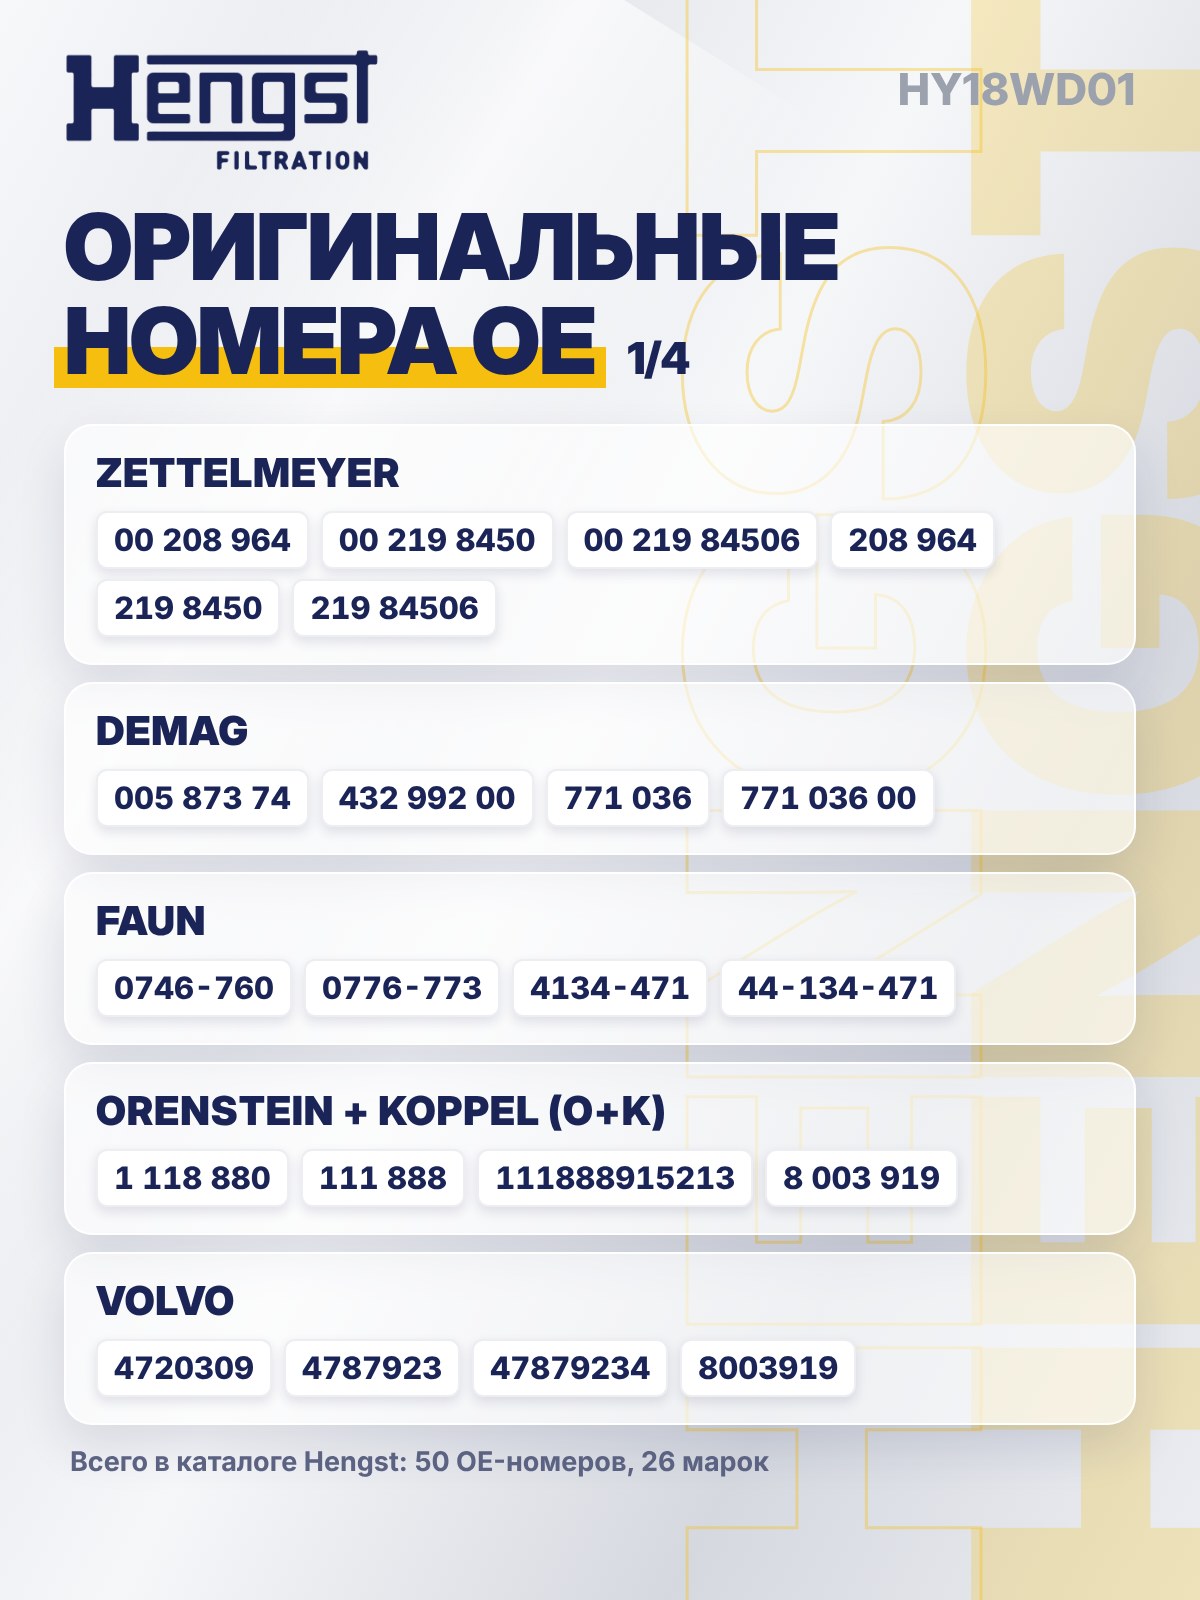 Hengst
FILTRATION
HY18WD01
ОРИГИНАЛЬНЫЕ
НОМЕРА OE 1/4
ZETTELMEYER
00 208 964 00 219 8450 00 219 84506 208 964
219 8450 219 84506
DEMAG
005 873 74 432 992 00 771 036 771 036 00
FAUN
0746-760 0776-773 4134-471 44-134-471
ORENSTEIN + KOPPEL (O+K)
1 118 880 111 888 111888915213 8 003 919
VOLVO
4720309 4787923 47879234 8003919
Всего в каталоге Hengst: 50 OE-номеров, 26 марок
HENGST
HENGST